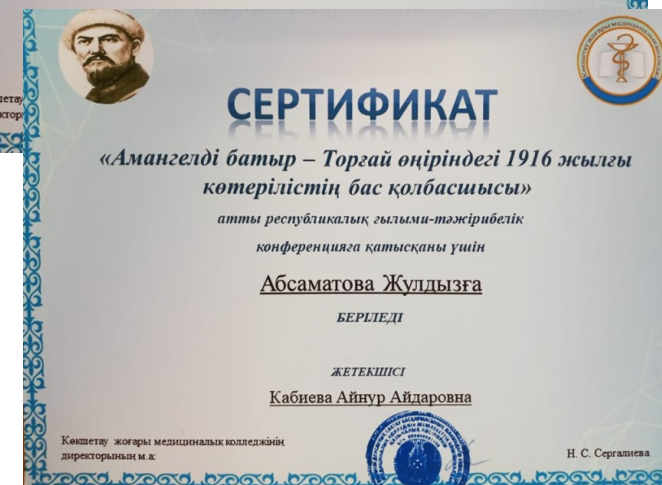 СЕРТИФИКАТ
«Амангелді батыр – Торғай өңіріндегі 1916 жылғы
көтерілістің бас қолбасшысы»
атты республикалық ғылыми-тәжірибелік
конференцияға қатысқаны үшін
Абсаматова Жулдызға
БЕРІЛЕДІ
ЖЕТЕКШІСІ
Кабиева Айнур Айдаровна
Көкшетау жоғары медициналық колледжінің
директорының м.а:
Н. С. Сергалиева